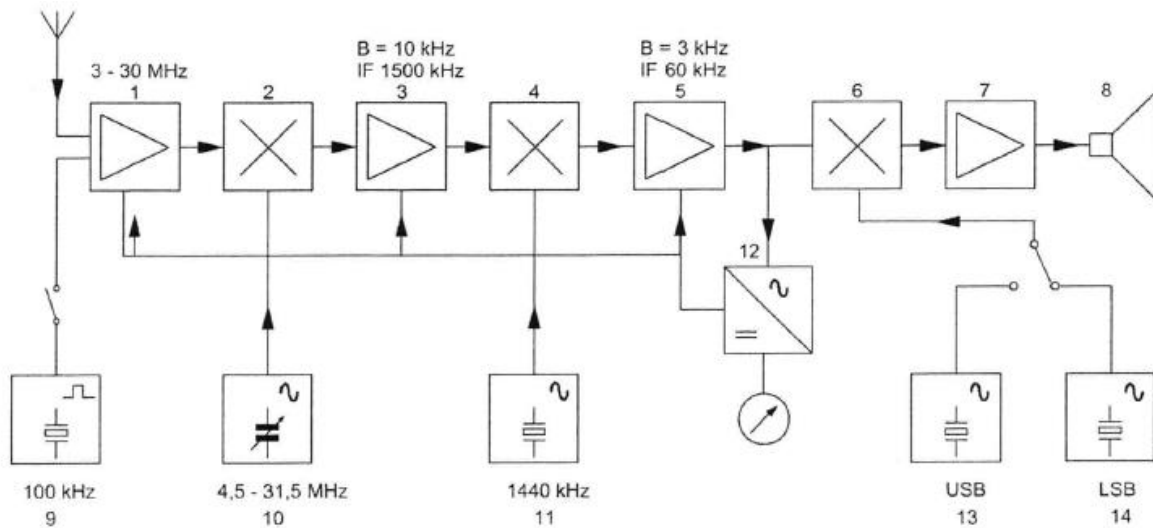 B = 10 kHz
IF 1500 kHz
B = 3 kHz
IF 60 kHz
3 - 30 MHz
1
2
3
4
5
6
7
8
12
100 kHz
4,5 - 31,5 MHz
1440 kHz
USB
LSB
9
10
11
13
14